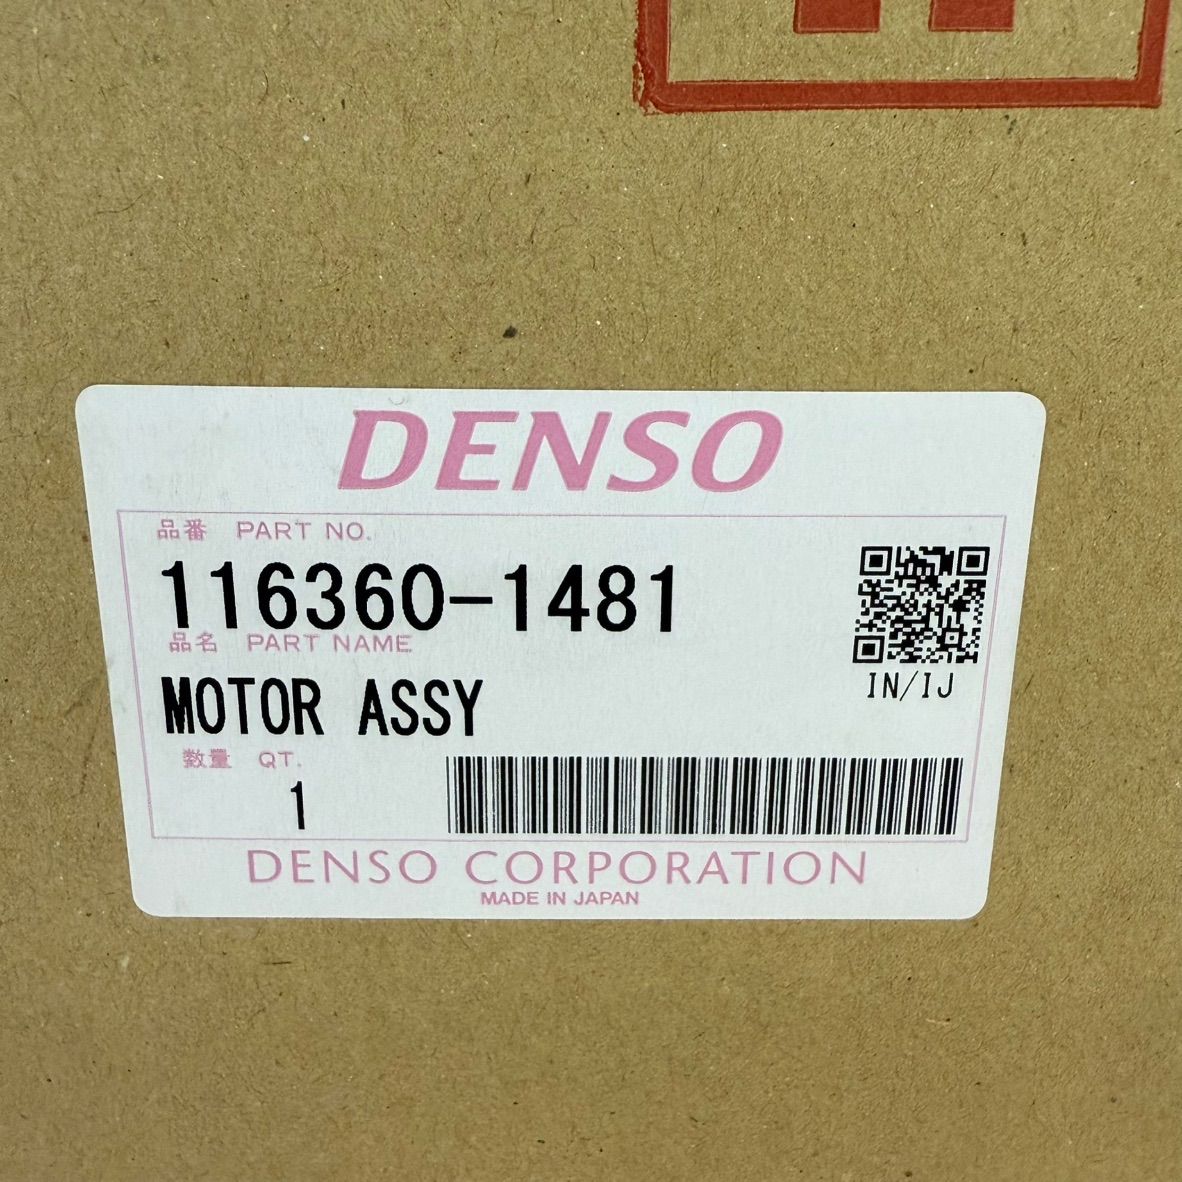 DENSO
品番 PART NO.
116360-1481
品名 PART NAME
MOTOR ASSY
IN/IJ
数量 QT.
1
DENSO CORPORATION
MADE IN JAPAN